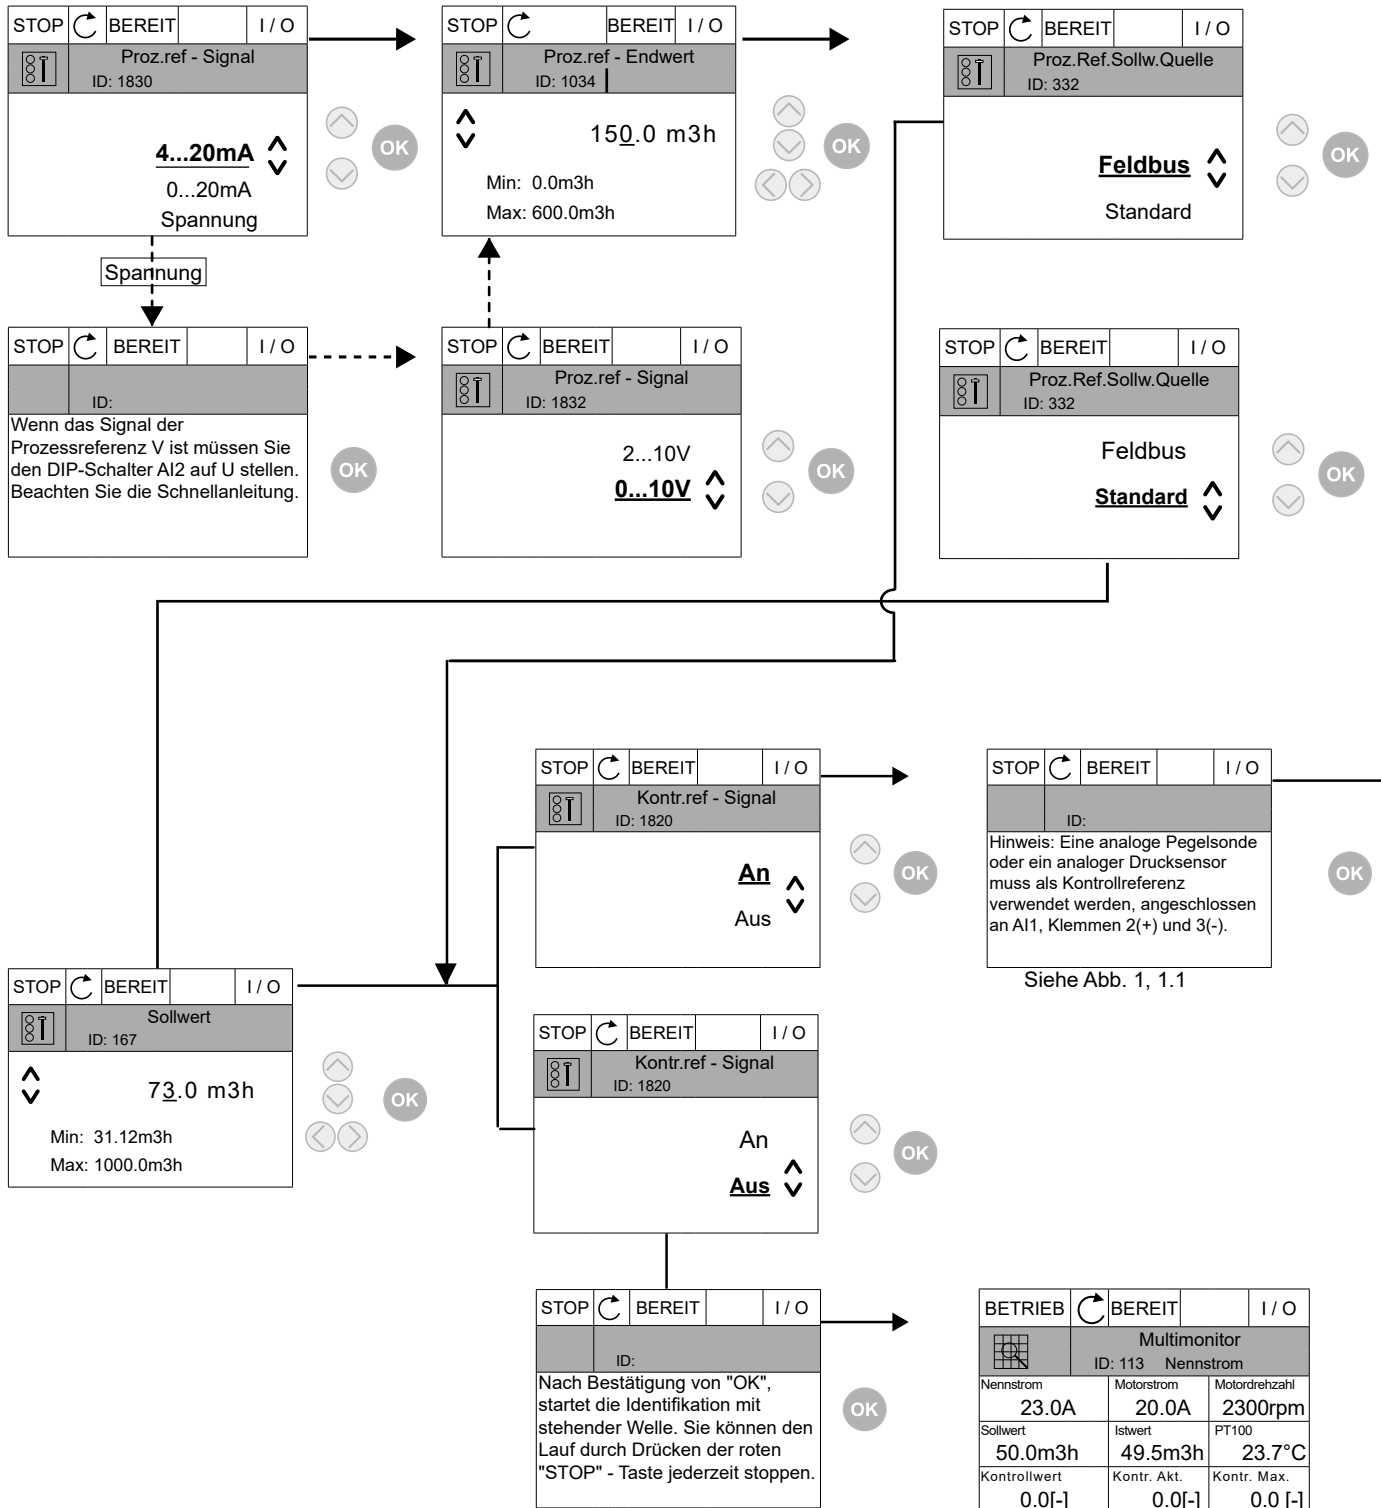 STOP BEREIT I / O
Proz.ref - Signal
ID: 1830
4...20mA
0...20mA
Spannung
OK
STOP BEREIT I / O
Proz.ref - Endwert
ID: 1034
150.0 m3h
Min: 0.0m3h
Max: 600.0m3h
OK
STOP BEREIT I / O
Proz.Ref.Sollw.Quelle
ID: 332
Feldbus
Standard
OK
Spannung
STOP BEREIT I / O
ID:
Wenn das Signal der
Prozessreferenz V ist müssen Sie
den DIP-Schalter AI2 auf U stellen.
Beachten Sie die Schnellanleitung.
OK
STOP BEREIT I / O
Proz.ref - Signal
ID: 1832
2...10V
0...10V
OK
STOP BEREIT I / O
Proz.Ref.Sollw.Quelle
ID: 332
Feldbus
Standard
OK
STOP BEREIT I / O
Kontr.ref - Signal
ID: 1820
An
Aus
OK
STOP BEREIT I / O
ID:
Hinweis: Eine analoge Pegelsonde
oder ein analoger Drucksensor
muss als Kontrollreferenz
verwendet werden, angeschlossen
an AI1, Klemmen 2(+) und 3(-).
OK
Siehe Abb. 1, 1.1
STOP BEREIT I / O
Sollwert
ID: 167
73.0 m3h
Min: 31.12m3h
Max: 1000.0m3h
OK
STOP BEREIT I / O
Kontr.ref - Signal
ID: 1820
An
Aus
OK
STOP BEREIT I / O
ID:
Nach Bestätigung von "OK",
startet die Identifikation mit
stehender Welle. Sie können den
Lauf durch Drücken der roten
"STOP" - Taste jederzeit stoppen.
OK
BETRIEB BEREIT I / O
Multimonitor
ID: 113 Nennstrom
Nennstrom Motorstrom Motordrehzahl
23.0A 20.0A 2300rpm
Sollwert Istwert PT100
50.0m3h 49.5m3h 23.7°C
Kontrollwert Kontr. Akt. Kontr. Max.
0.0[-] 0.0[-] 0.0 [-]